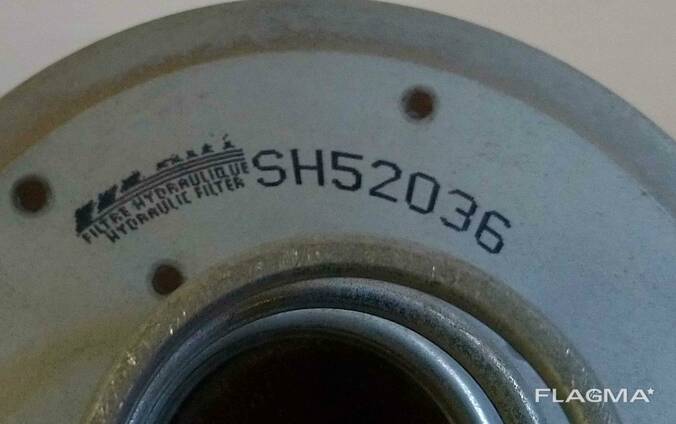 FILTRE HYDRAULIQUE
HYDRAULIC FILTER
SH52036
FLAGMA